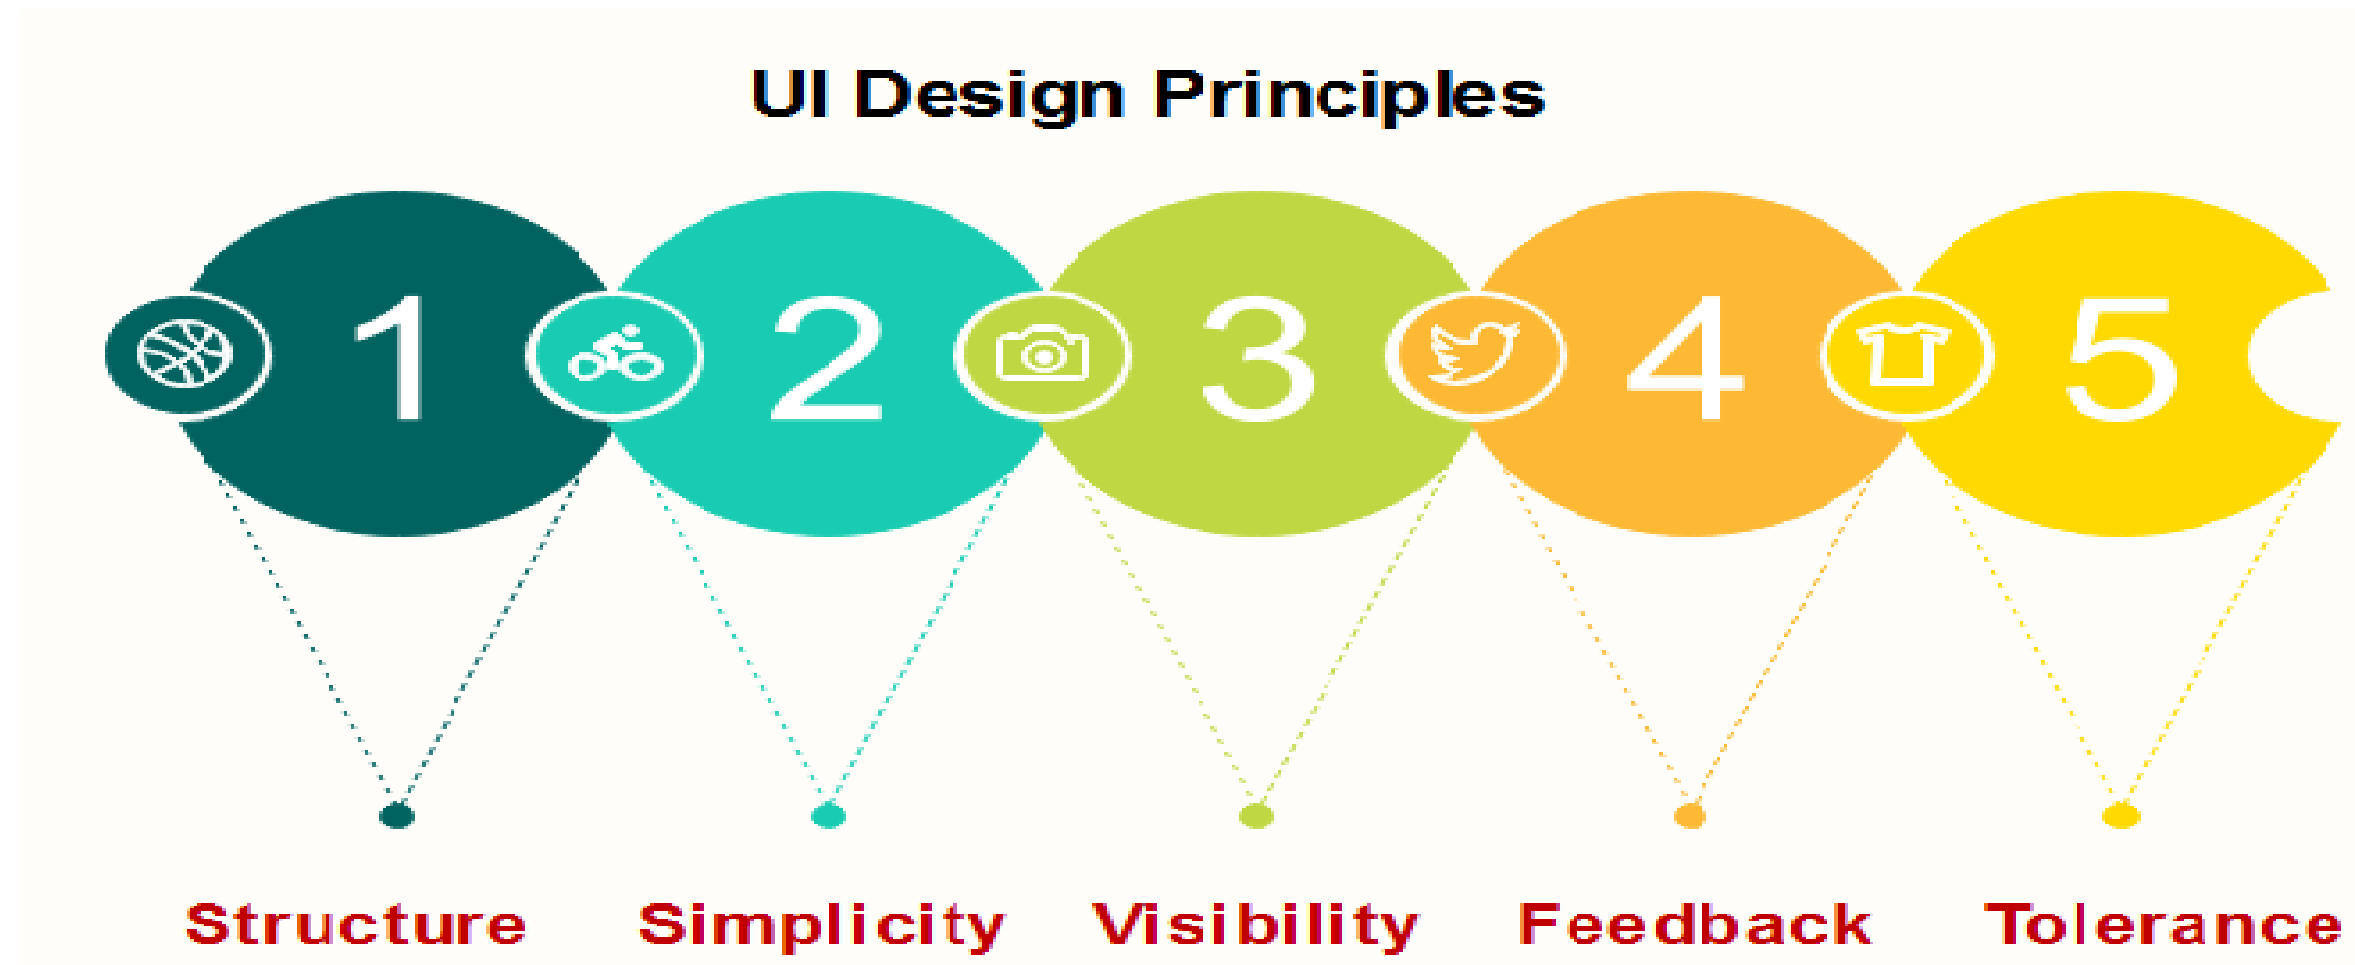 UI Design Principles
1 2 3 4 5
Structure Simplicity Visibility Feedback Tolerance